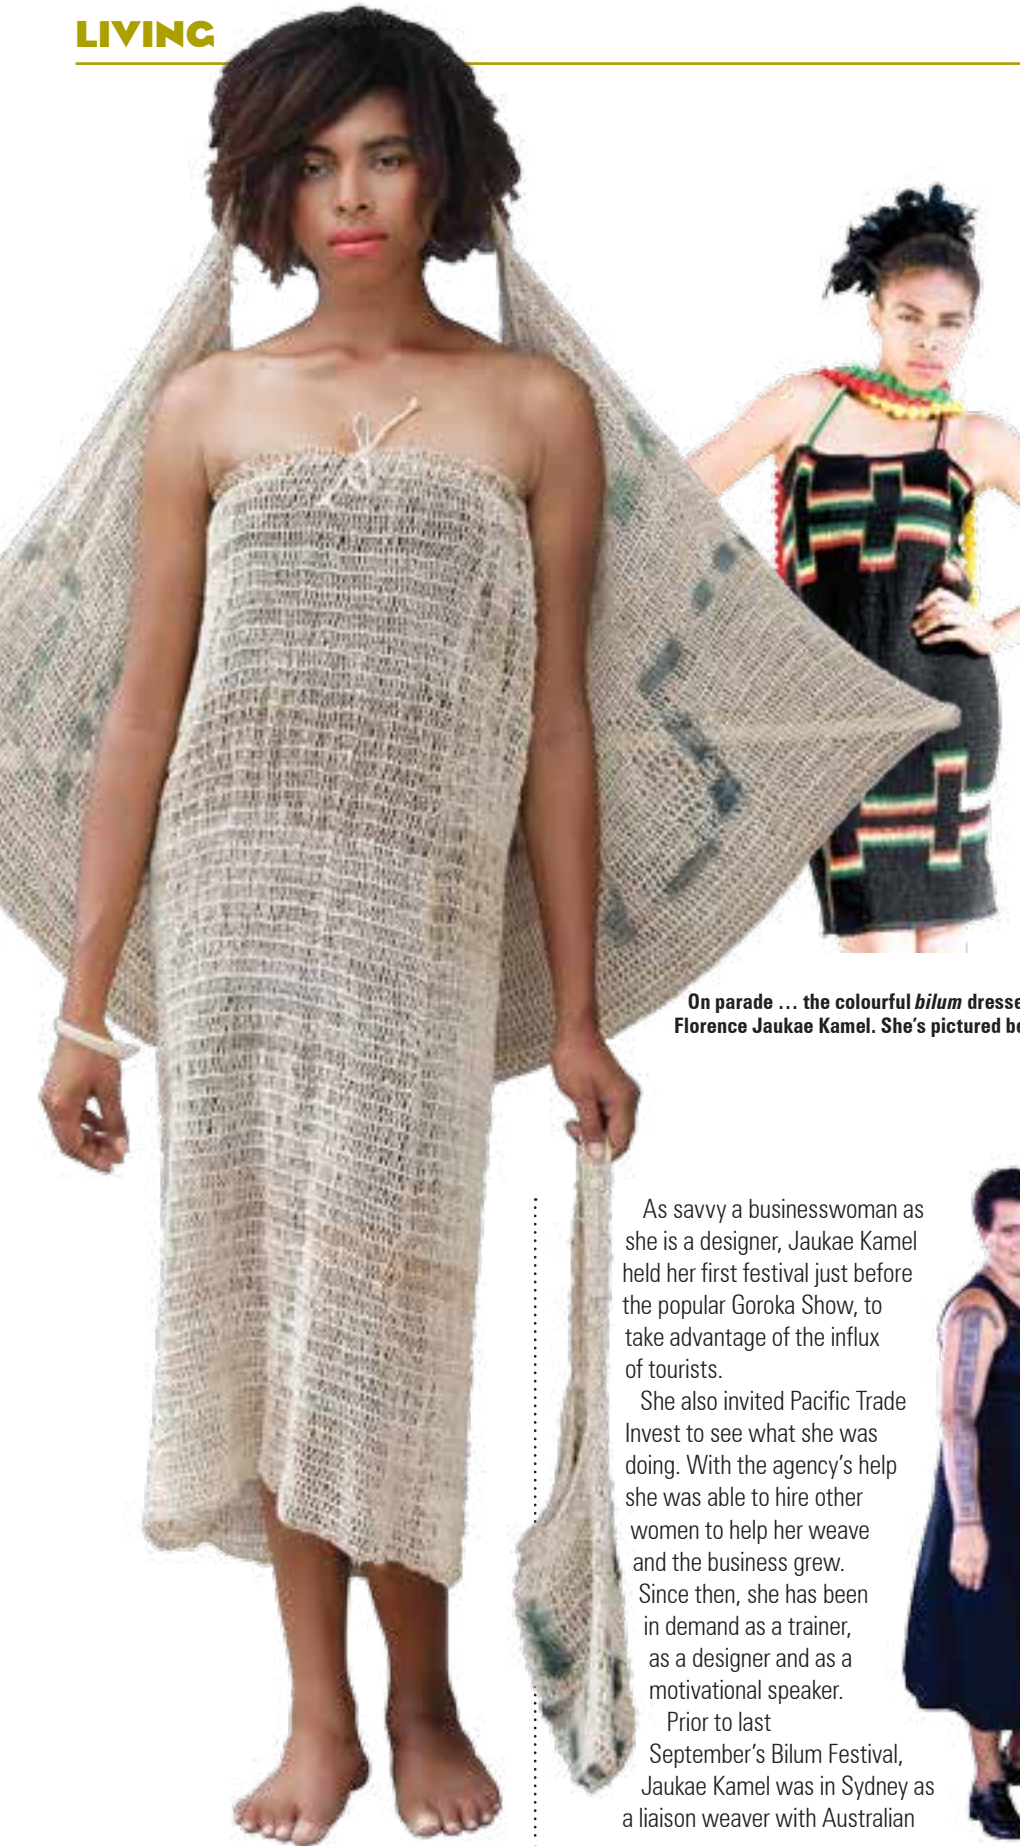 LIVING
On parade … the colourful bilum
Florence Jaukae Kamel. She's pictured
As savvy a businesswoman as
she is a designer, Jaukae Kamel
held her first festival just before
the popular Goroka Show, to
take advantage of the influx
of tourists.
She also invited Pacific Trade
Invest to see what she was
doing. With the agency's help
she was able to hire other
women to help her weave
and the business grew.
Since then, she has been
in demand as a trainer,
as a designer and as a
motivational speaker.
Prior to last
September's Bilum Festival,
Jaukae Kamel was in Sydney as
a liaison weaver with Australian